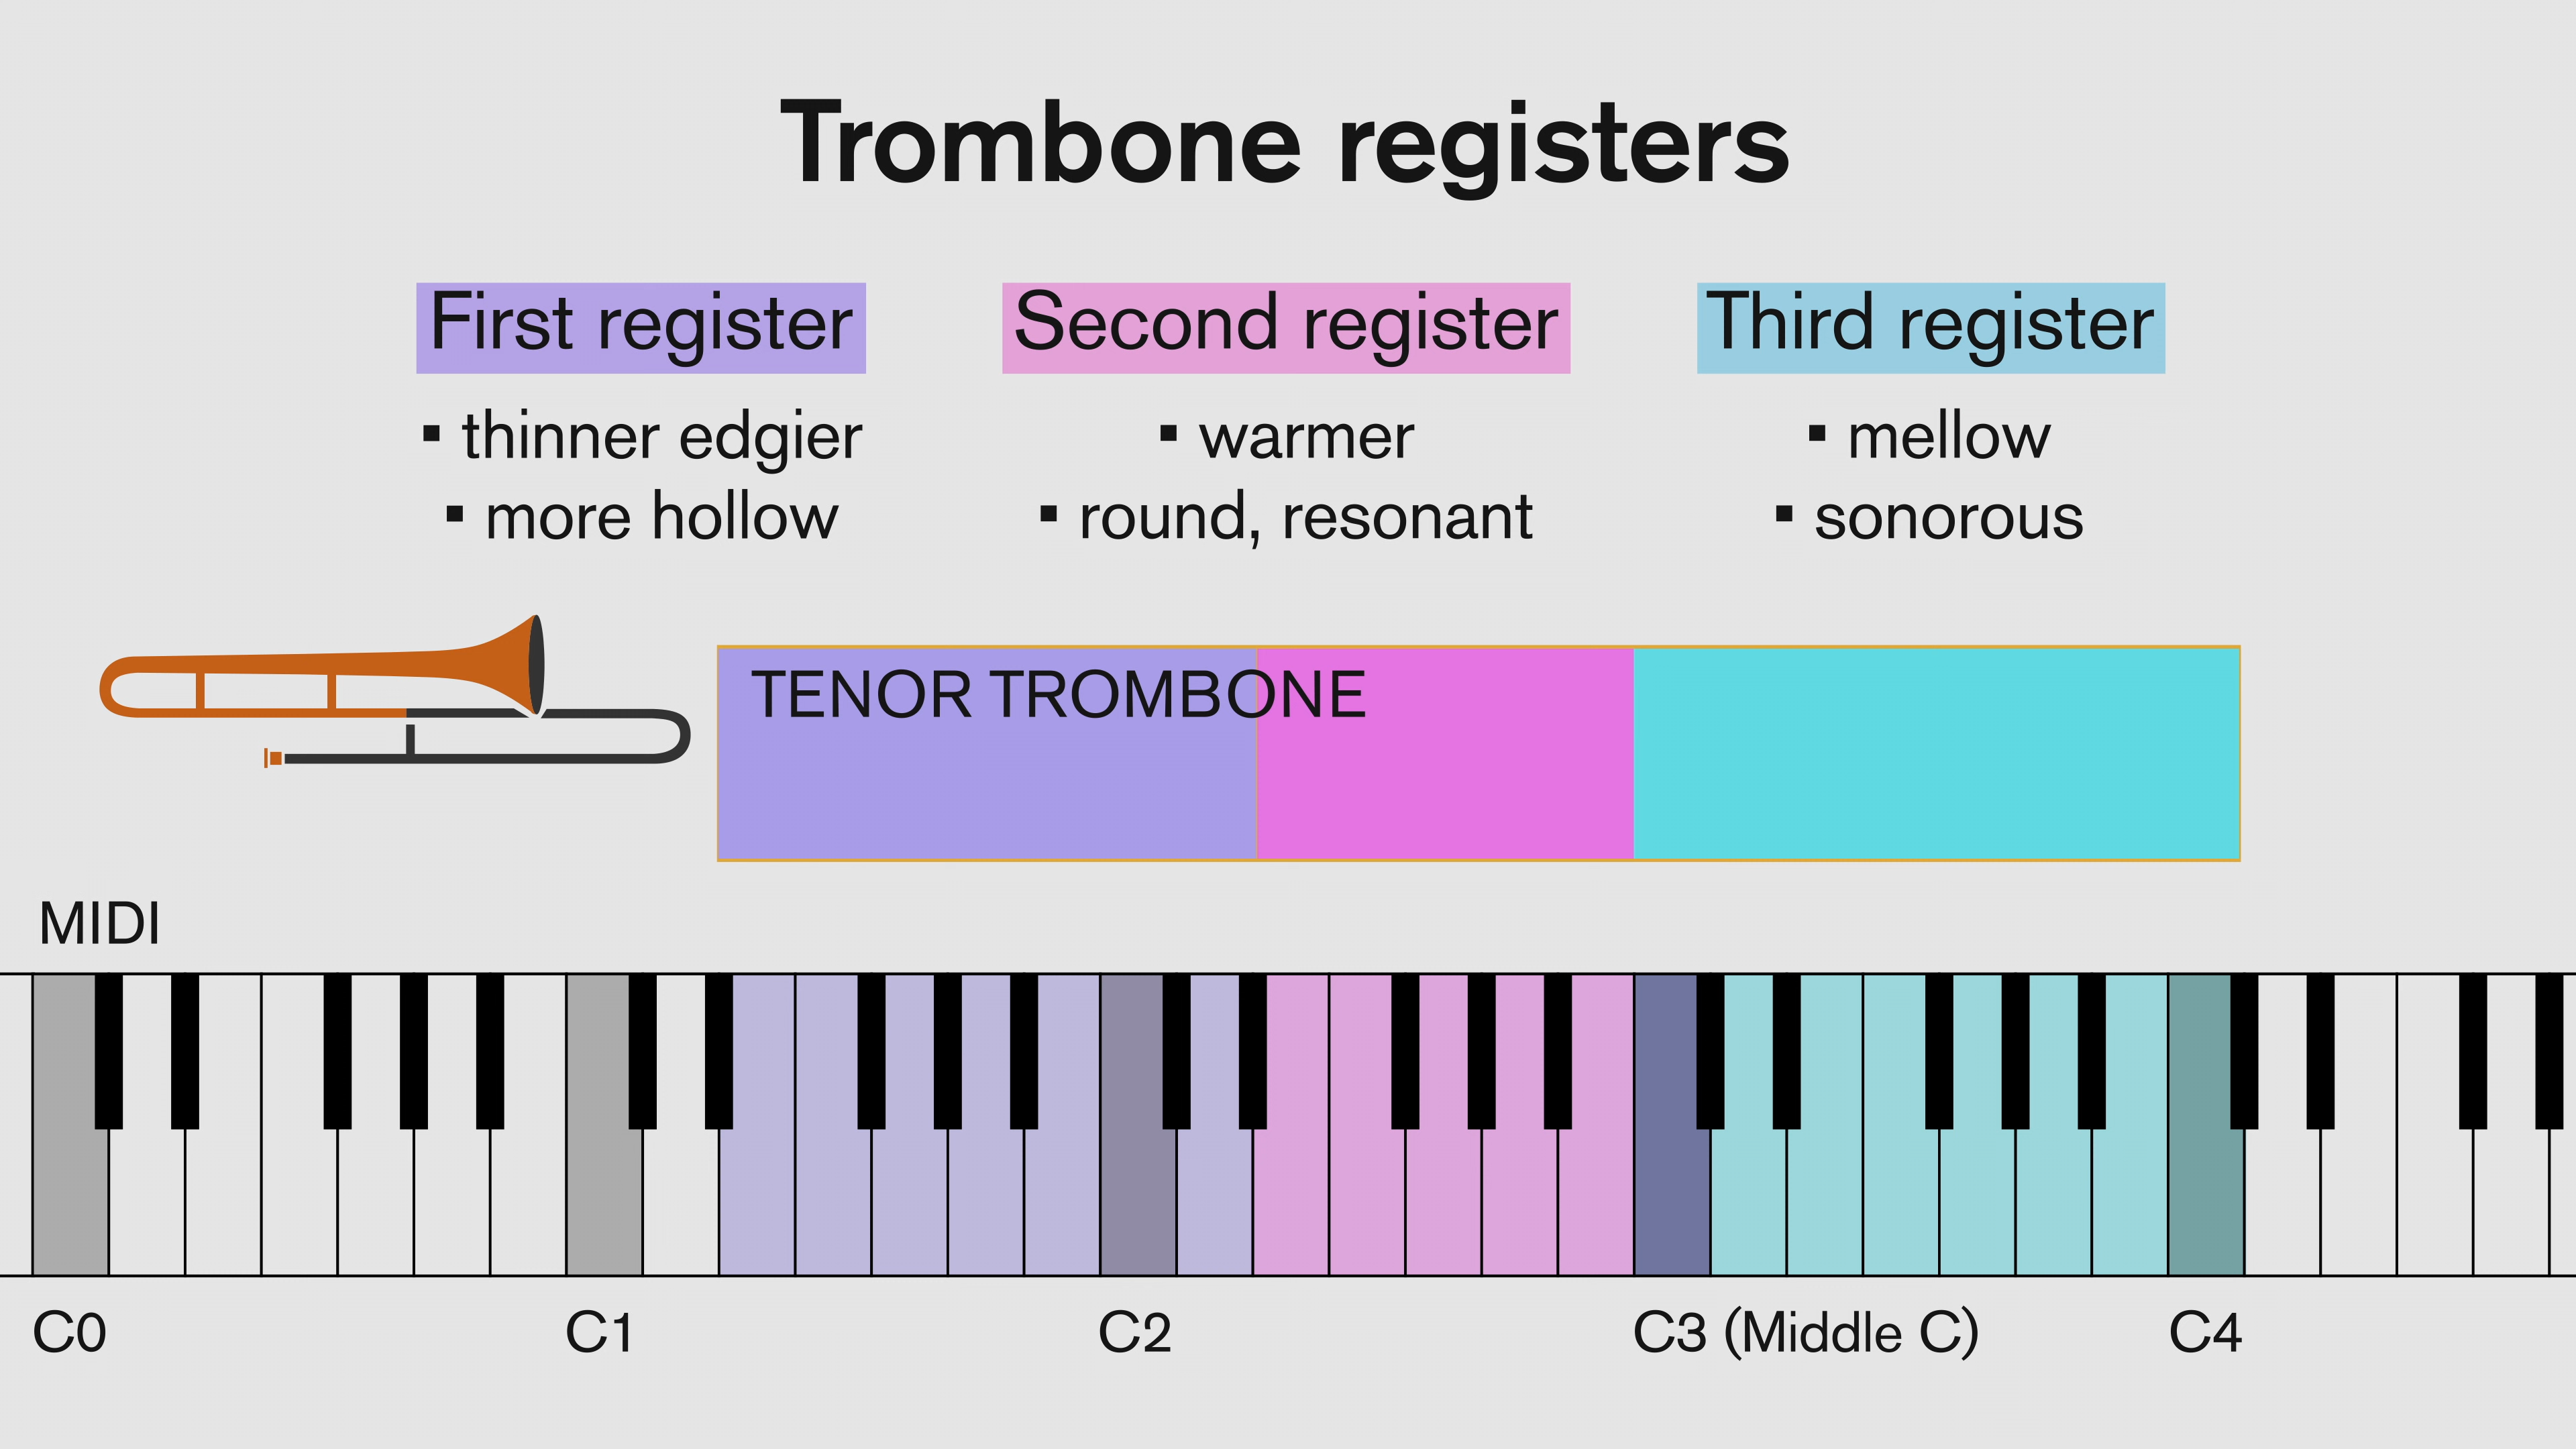 Trombone registers
First register
▪ thinner edgier
▪ more hollow
Second register
▪ warmer
▪ round, resonant
Third register
▪ mellow
▪ sonorous
TENOR TROMBONE
MIDI
C0 C1 C2 C3 (Middle C) C4